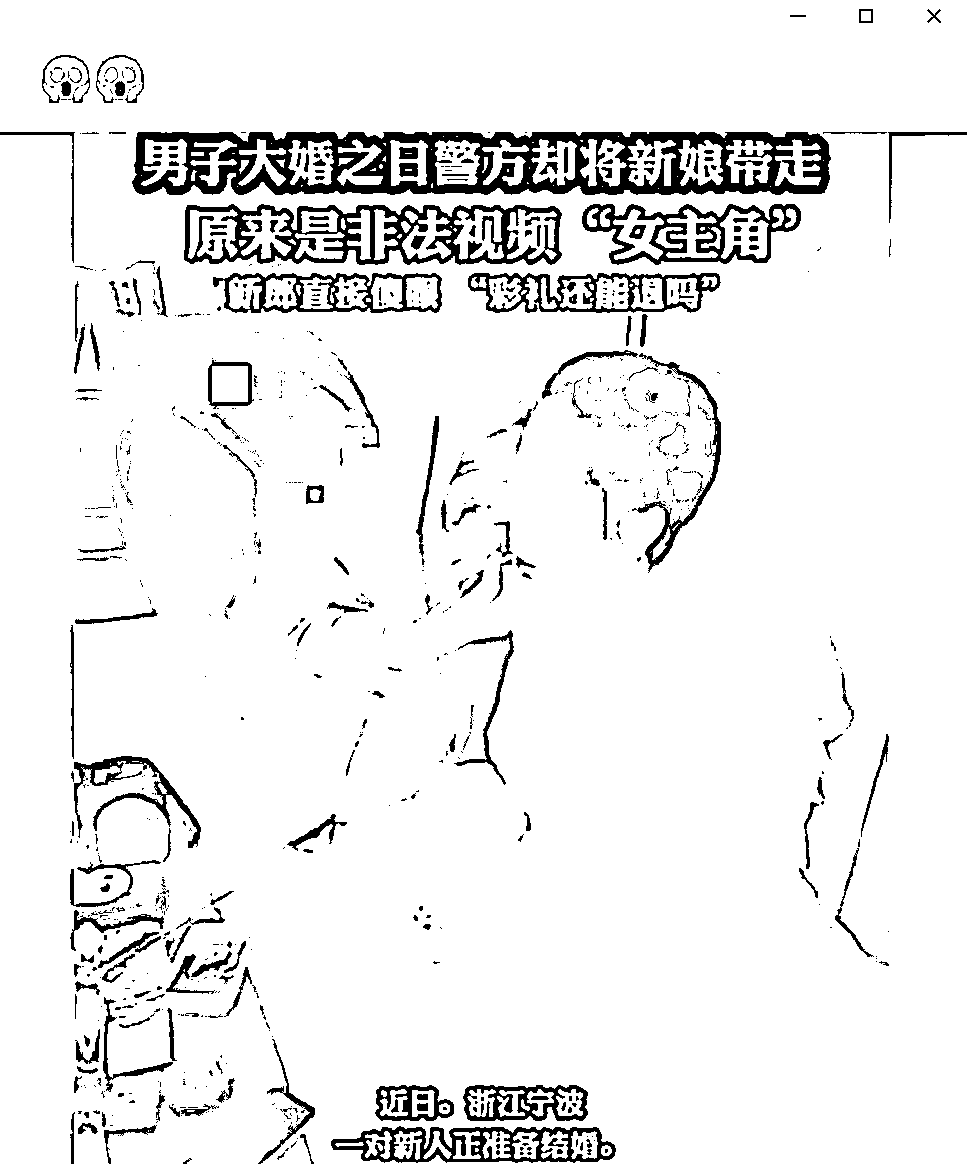 男子大婚之日警方却将新娘带走
原来是非法视频“女主角”
新郎直接傻眼 “彩礼还能退吗”
近日。浙江宁波
一对新人正准备结婚。